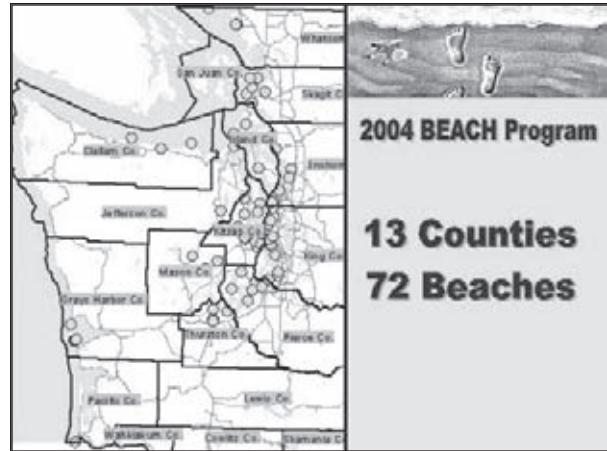 Whatcom
San Juan Co.
Skagit Co.
Island Co.
Clallam Co.
Jefferson Co.
Kitsap Co.
King Co.
Mason Co.
Grays Harbor Co.
Thurston Co.
Pierce Co.
Pacific Co.
Lewis Co.
Wahkiakum Co.
Cowlitz Co.
Skamania Co
2004 BEACH Program
13 Counties
72 Beaches